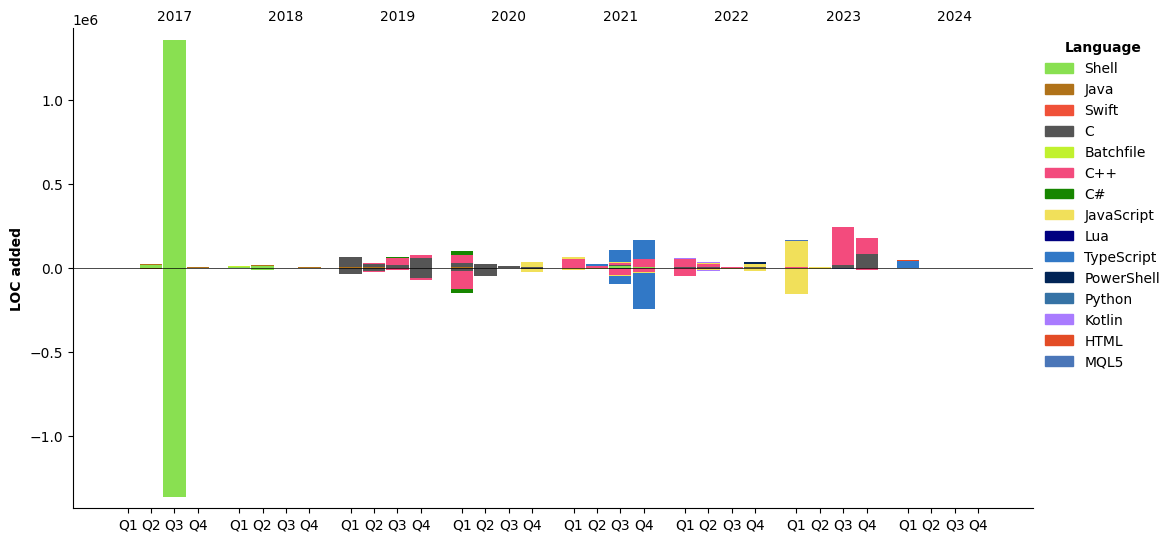 1e6
2017 2018 2019 2020 2021 2022 2023 2024
Language
Shell
Java
Swift
C
Batchfile
C++
C#
JavaScript
Lua
TypeScript
PowerShell
Python
Kotlin
HTML
MQL5
LOC added
1.0
0.5
0.0
−0.5
−1.0
Q1 Q2 Q3 Q4 Q1 Q2 Q3 Q4 Q1 Q2 Q3 Q4 Q1 Q2 Q3 Q4 Q1 Q2 Q3 Q4 Q1 Q2 Q3 Q4 Q1 Q2 Q3 Q4 Q1 Q2 Q3 Q4